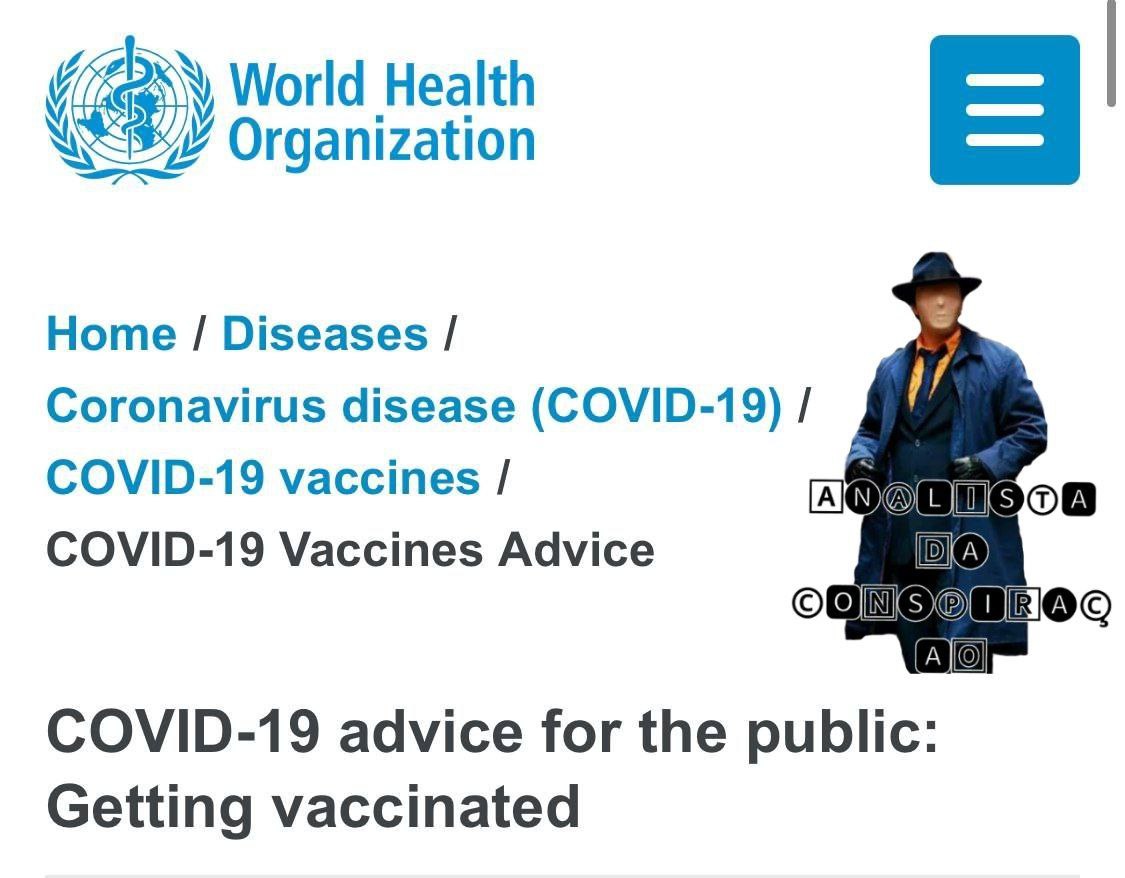 World Health
Organization
Home / Diseases /
Coronavirus disease (COVID-19) /
COVID-19 vaccines /
COVID-19 Vaccines Advice
ANALISTA
DA
CONSPIRAÇ
AO
COVID-19 advice for the public:
Getting vaccinated